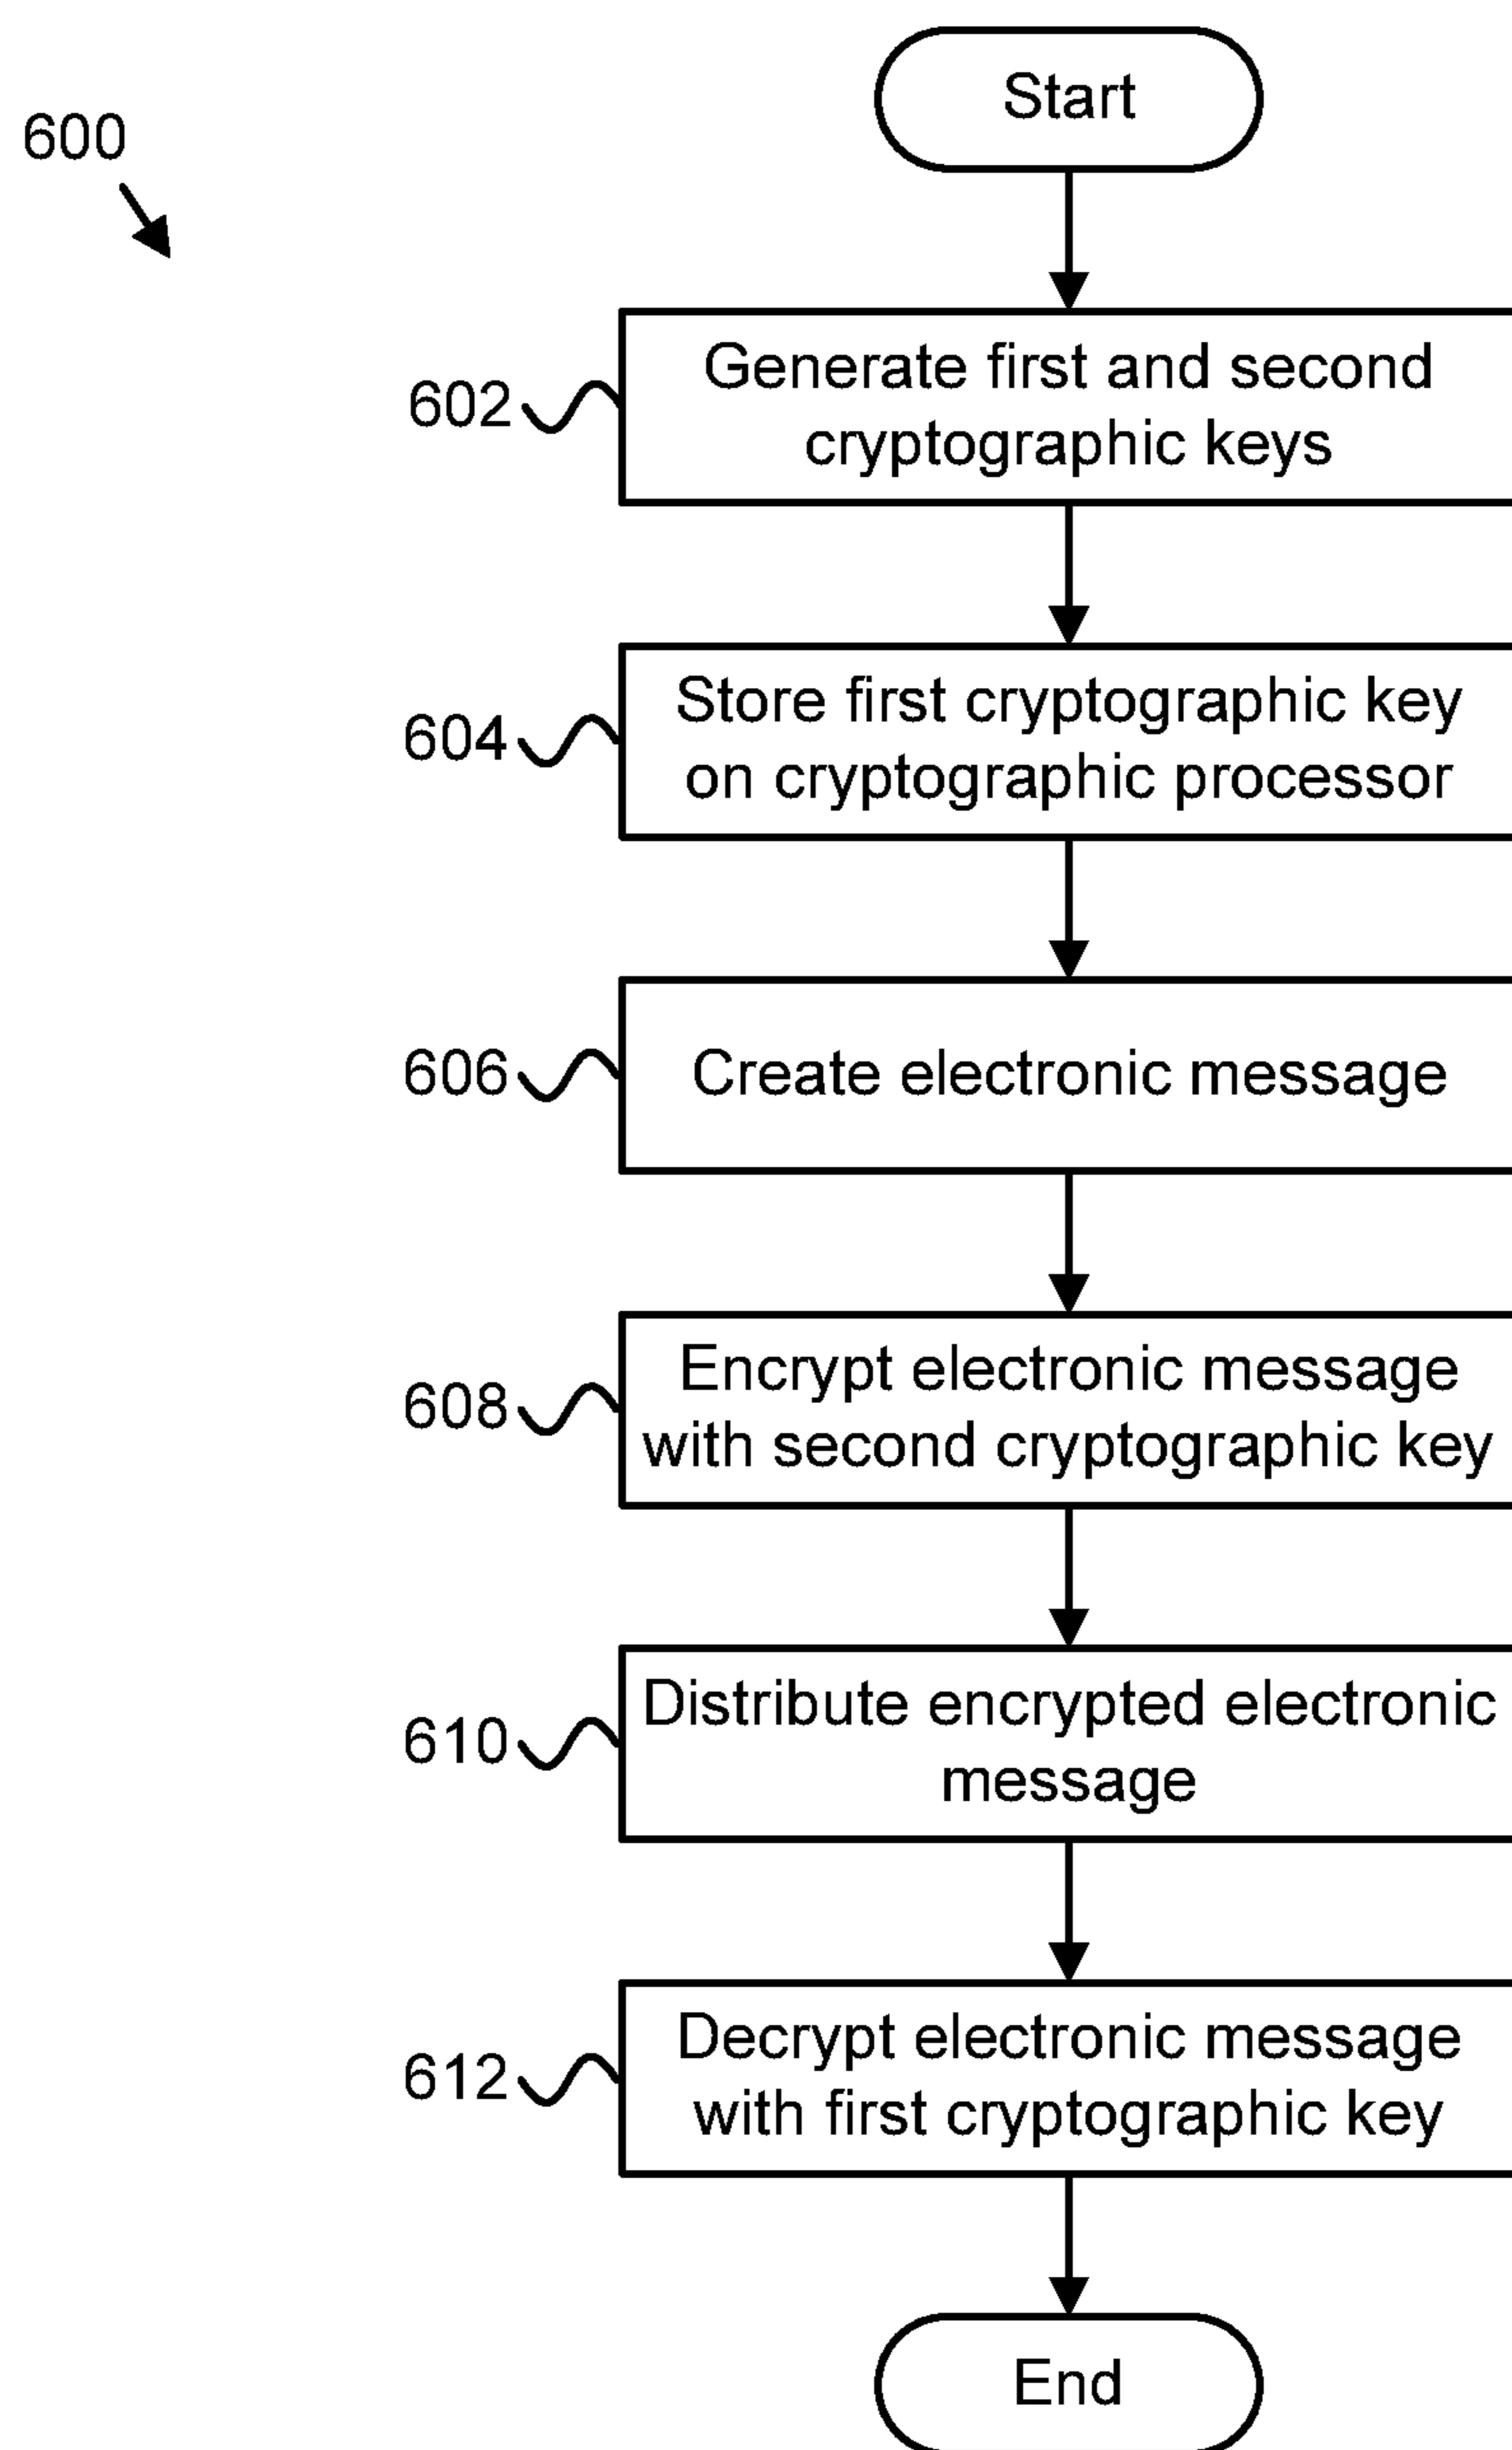 Start
600
602
Generate first and second
cryptographic keys
604
Store first cryptographic key
on cryptographic processor
606
Create electronic message
608
Encrypt electronic message
with second cryptographic key
610
Distribute encrypted electronic
message
612
Decrypt electronic message
with first cryptographic key
End